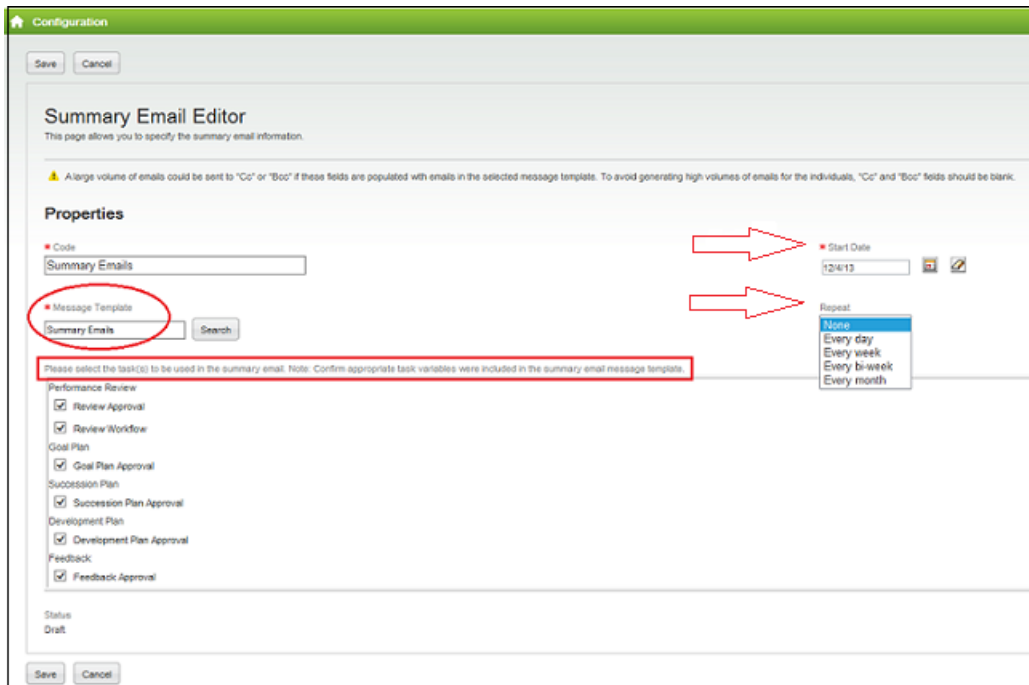 Configuration
Save Cancel
Summary Email Editor
This page allows you to specify the summary email information.
A large volume of emails could be sent to "Cc" or "Bcc" if these fields are populated with emails in the selected message template. To avoid generating high volumes of emails for the individuals, "Cc" and "Bcc" fields should be blank.
Properties
* Code
Summary Emails
* Start Date
12/4/13
* Message Template
Summary Emails Search
Repeat
None
Every day
Every week
Every bi-week
Every month
Please select the task(s) to be used in the summary email. Note: Confirm appropriate task variables were included in the summary email message template.
Performance Review
Review Approval
Review Workflow
Goal Plan
Goal Plan Approval
Succession Plan
Succession Plan Approval
Development Plan
Development Plan Approval
Feedback
Feedback Approval
Status
Draft
Save Cancel